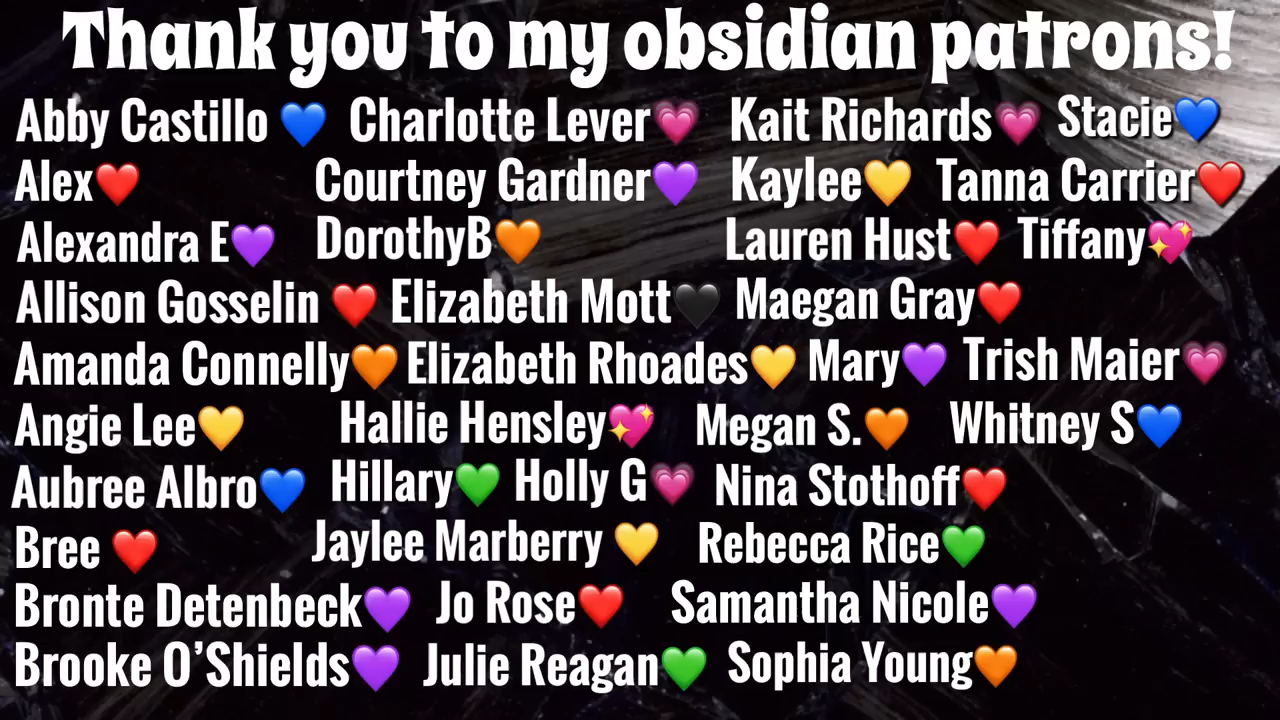 Thank you to my obsidian patrons!
Abby Castillo 💙 Charlotte Lever💗 Kait Richards💗 Stacie💙
Alex❤️ Courtney Gardner💜 Kaylee💛 Tanna Carrier❤️
Alexandra E💜 DorothyB🧡 Lauren Hust❤️ Tiffany💖
Allison Gosselin ❤️ Elizabeth Mott🖤 Maegan Gray❤️
Amanda Connelly🧡 Elizabeth Rhoades💛 Mary💜 Trish Maier💗
Angie Lee💛 Hallie Hensley💖 Megan S.🧡 Whitney S💙
Aubree Albro💙 Hillary💚 Holly G💗 Nina Stothoff❤️
Bree ❤️ Jaylee Marberry 💛 Rebecca Rice💚
Bronte Detenbeck💜 Jo Rose❤️ Samantha Nicole💜
Brooke O’Shields💜 Julie Reagan💚 Sophia Young🧡